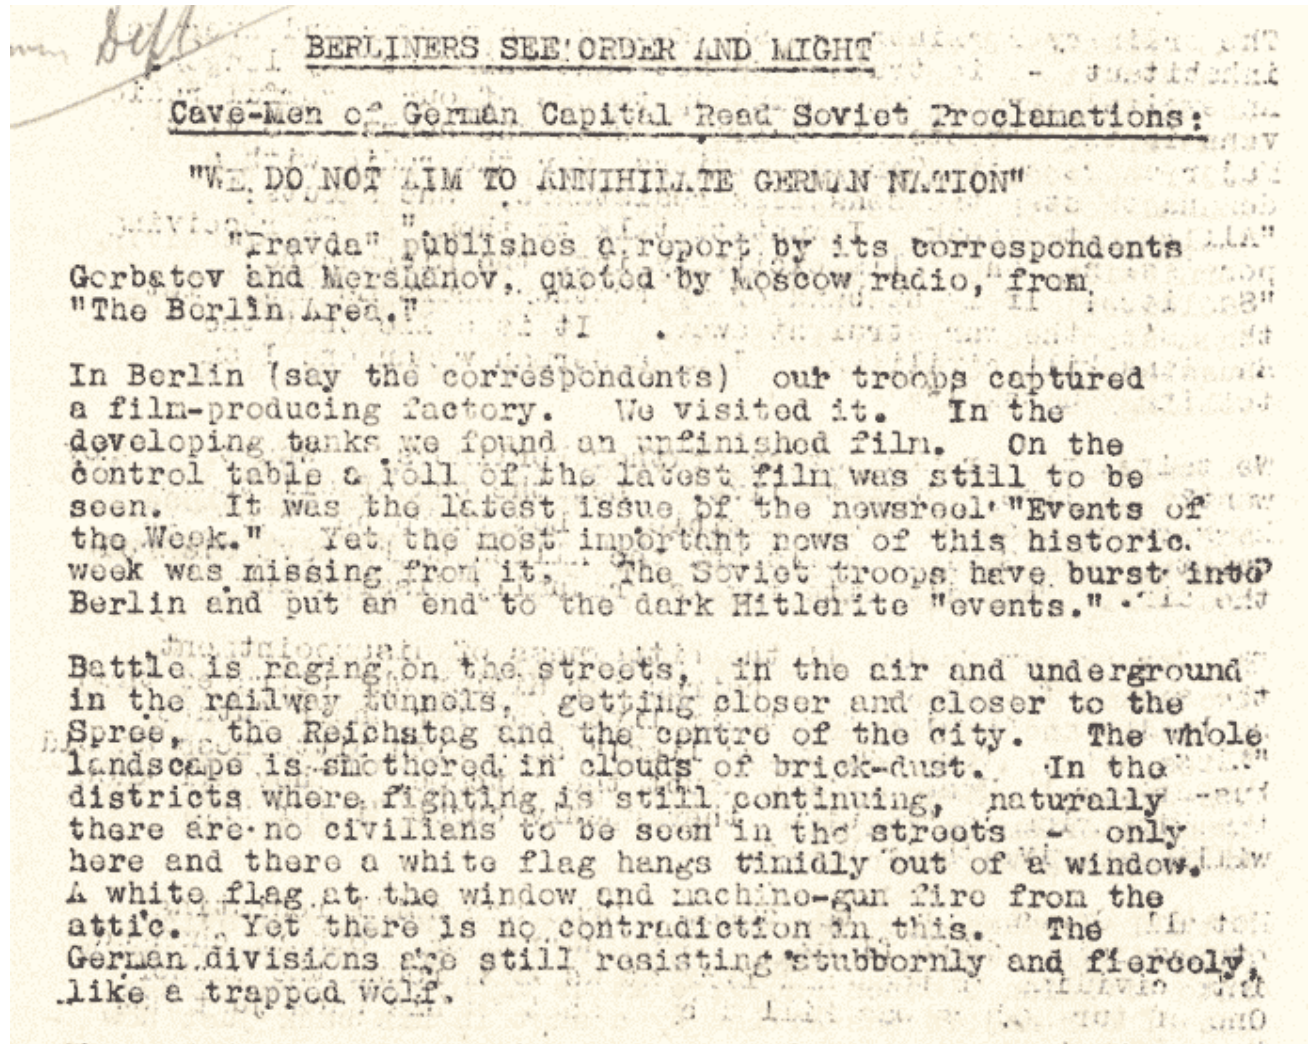 Deft
BERLINERS SEE ORDER AND MIGHT
Cave-Men of German Capital Read Soviet Proclamations:
"WE DO NOT AIM TO ANNIHILATE GERMAN NATION"
"Pravda" publishes a report by its correspondents
Gorbatov and Mershanov, quoted by Moscow radio, from
"The Berlin Area."
In Berlin (say the correspondents) our troops captured
a film-producing factory. We visited it. In the
developing tanks we found an unfinished film. On the
control table a roll of the latest film was still to be
seen. It was the latest issue of the newsreel "Events of
the Week." Yet the most important news of this historic
week was missing from it. The Soviet troops have burst into
Berlin and put an end to the dark Hitlerite "events."
Battle is raging on the streets, in the air and underground
in the railway tunnels, getting closer and closer to the
Spree, the Reichstag and the centre of the city. The whole
landscape is smothered in clouds of brick-dust. In the
districts where fighting is still continuing, naturally
there are no civilians to be seen in the streets - only
here and there a white flag hangs timidly out of a window.
A white flag at the window and machine-gun fire from the
attic. Yet there is no contradiction in this. The
German divisions are still resisting stubbornly and fiercely,
like a trapped wolf.